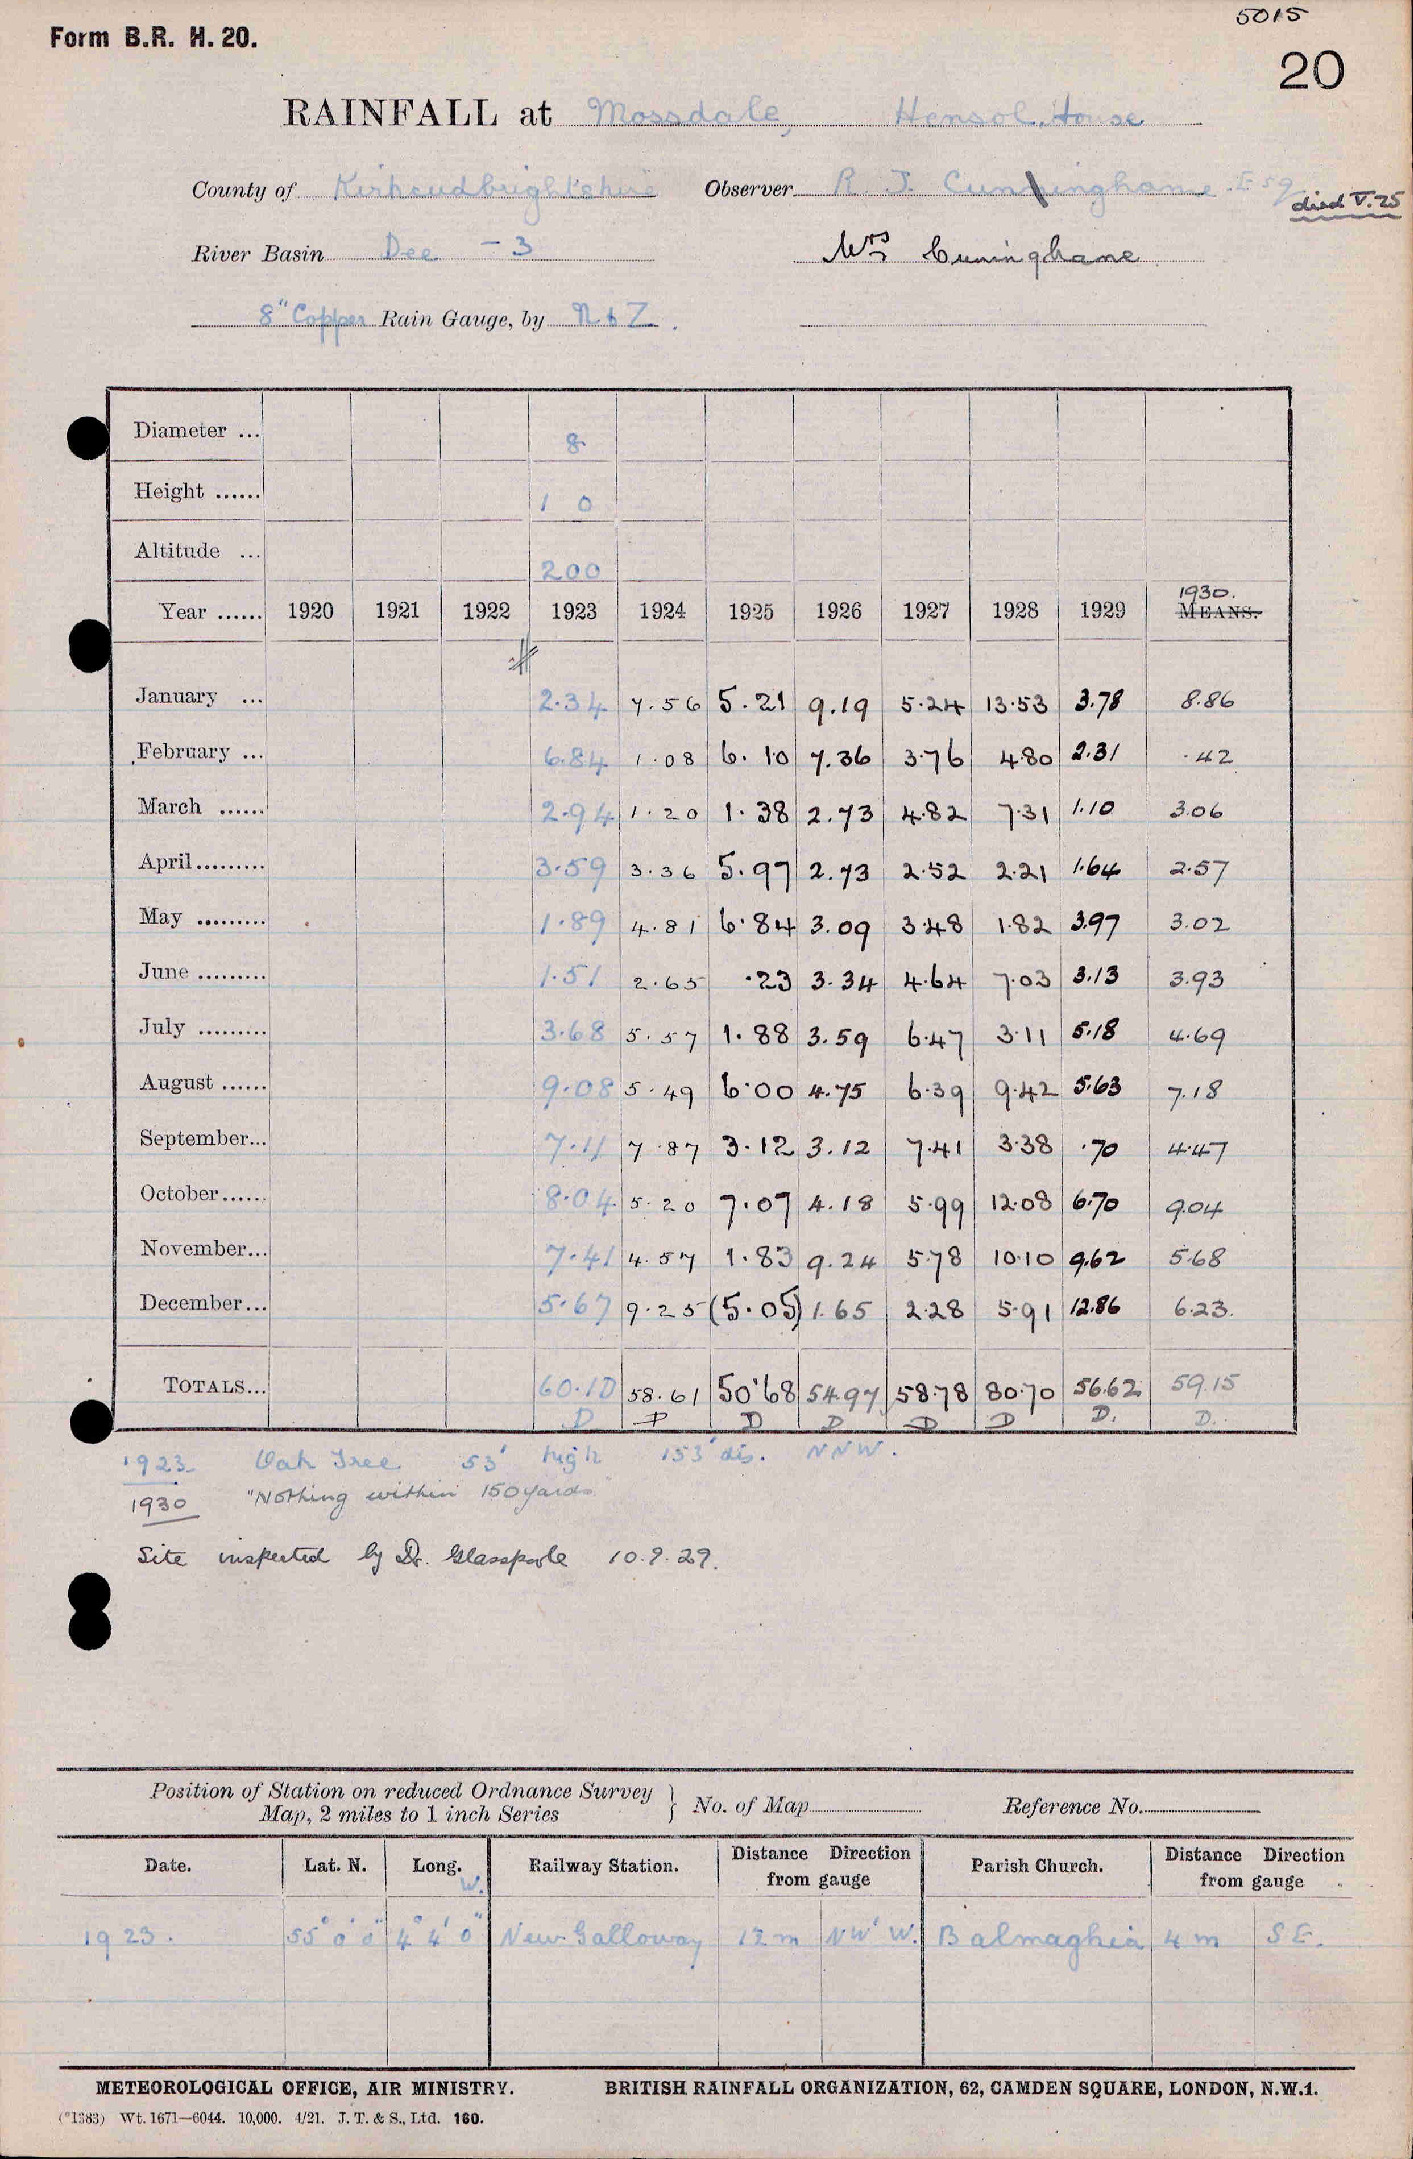 5015
Form B.R. H. 20.
20
RAINFALL at Mossdale, Hensol House
County of Kirkcudbrightshire Observer R. J. Cunninghame Esq died V.25
River Basin Dee - 3 Mrs Cuninghame
8" Copper Rain Gauge, by N & Z.
Diameter ... 8
Height ...... 1 0
Altitude ... 200
1930.
Year ...... 1920 1921 1922 1923 1924 1925 1926 1927 1928 1929 MEANS.
January ... 2.34 7.56 5.21 9.19 5.24 13.53 3.78 8.86
February ... 6.84 1.08 6.10 7.36 3.76 4.80 2.31 .42
March ...... 2.94 1.20 1.38 2.73 4.82 7.31 1.10 3.06
April ......... 3.59 3.36 5.97 2.73 2.52 2.21 1.64 2.57
May ......... 1.89 4.81 6.84 3.09 3.48 1.82 3.97 3.02
June ......... 1.51 2.65 .23 3.34 4.64 7.03 3.13 3.93
July ......... 3.68 5.57 1.88 3.59 6.47 3.11 5.18 4.69
August ...... 9.08 5.49 6.00 4.75 6.39 9.42 5.63 7.18
September... 7.11 7.87 3.12 3.12 7.41 3.38 .70 4.47
October...... 8.04 5.20 7.07 4.18 5.99 12.08 6.70 9.04
November... 7.41 4.57 1.83 9.24 5.78 10.10 9.62 5.68
December... 5.67 9.25 (5.05) 1.65 2.28 5.91 12.86 6.23.
TOTALS... 60.10 58.61 50.68 54.97 58.78 80.70 56.62 59.15
D D D D D D D. D.
1923 Oak Tree 53' high 153' dis. NNW.
1930 "Nothing within 150 yards"
Site inspected by Dr. Glasspoole 10.9.29.
Position of Station on reduced Ordnance Survey
Map, 2 miles to 1 inch Series } No. of Map Reference No.
Date. Lat. N. Long. W. Railway Station. Distance Direction from gauge Parish Church. Distance Direction from gauge
1923. 55° 0' 0" 4° 4' 0" New Galloway 12 m NW'W. Balmaghia 4 m S E.
METEOROLOGICAL OFFICE, AIR MINISTRY. BRITISH RAINFALL ORGANIZATION, 62, CAMDEN SQUARE, LONDON, N.W.1.
(*1383) Wt. 1671—6044. 10,000. 4/21. J. T. & S., Ltd. 160.